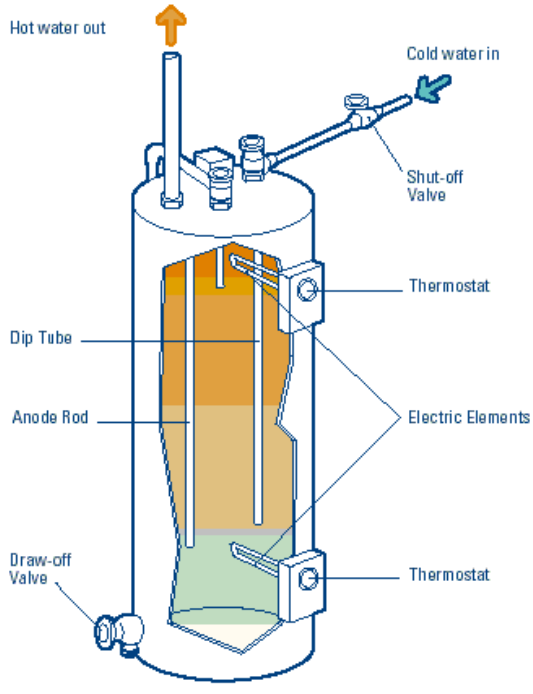 Hot water out
Cold water in
Shut-off
Valve
Thermostat
Dip Tube
Anode Rod
Electric Elements
Draw-off
Valve
Thermostat